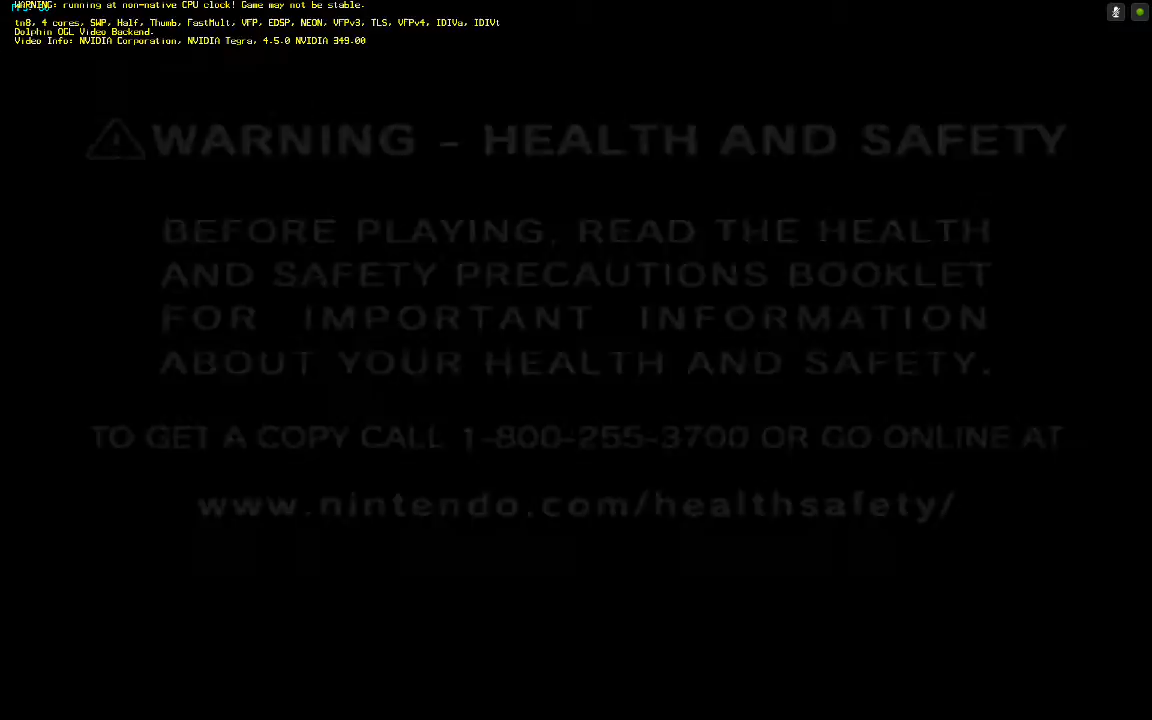 WARNING: running at non-native CPU clock! Game may not be stable.
tn8, 4 cores, SWP, Half, Thumb, FastMult, VFP, EDSP, NEON, VFPv3, TLS, VFPv4, IDIVa, IDIVt
Dolphin OGL Video Backend.
Video Info: NVIDIA Corporation, NVIDIA Tegra, 4.5.0 NVIDIA 349.00
WARNING - HEALTH AND SAFETY
BEFORE PLAYING, READ THE HEALTH
AND SAFETY PRECAUTIONS BOOKLET
FOR IMPORTANT INFORMATION
ABOUT YOUR HEALTH AND SAFETY.
TO GET A COPY CALL 1-800-255-3700 OR GO ONLINE AT
www.nintendo.com/healthsafety/